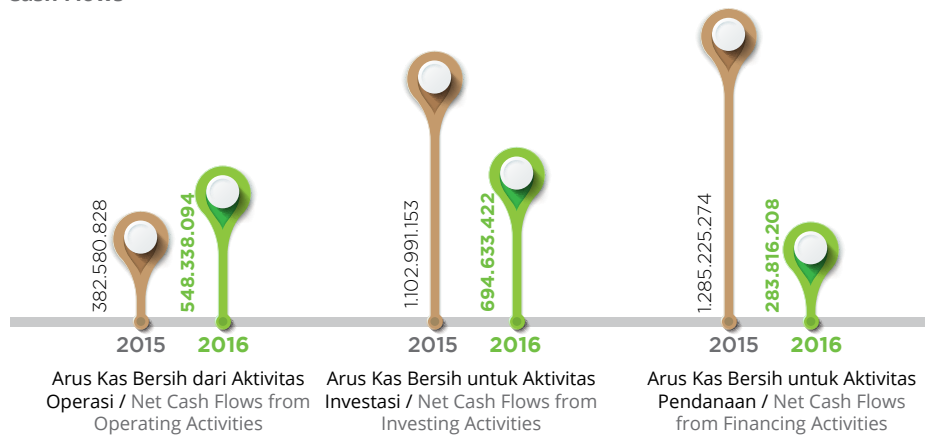 Cash Flows
382.580.828
548.338.094
1.102.991.153
694.633.422
1.285.225.274
283.816.208
2015
2016
2015
2016
2015
2016
Arus Kas Bersih dari Aktivitas
Operasi / Net Cash Flows from
Operating Activities
Arus Kas Bersih untuk Aktivitas
Investasi / Net Cash Flows from
Investing Activities
Arus Kas Bersih untuk Aktivitas
Pendanaan / Net Cash Flows
from Financing Activities